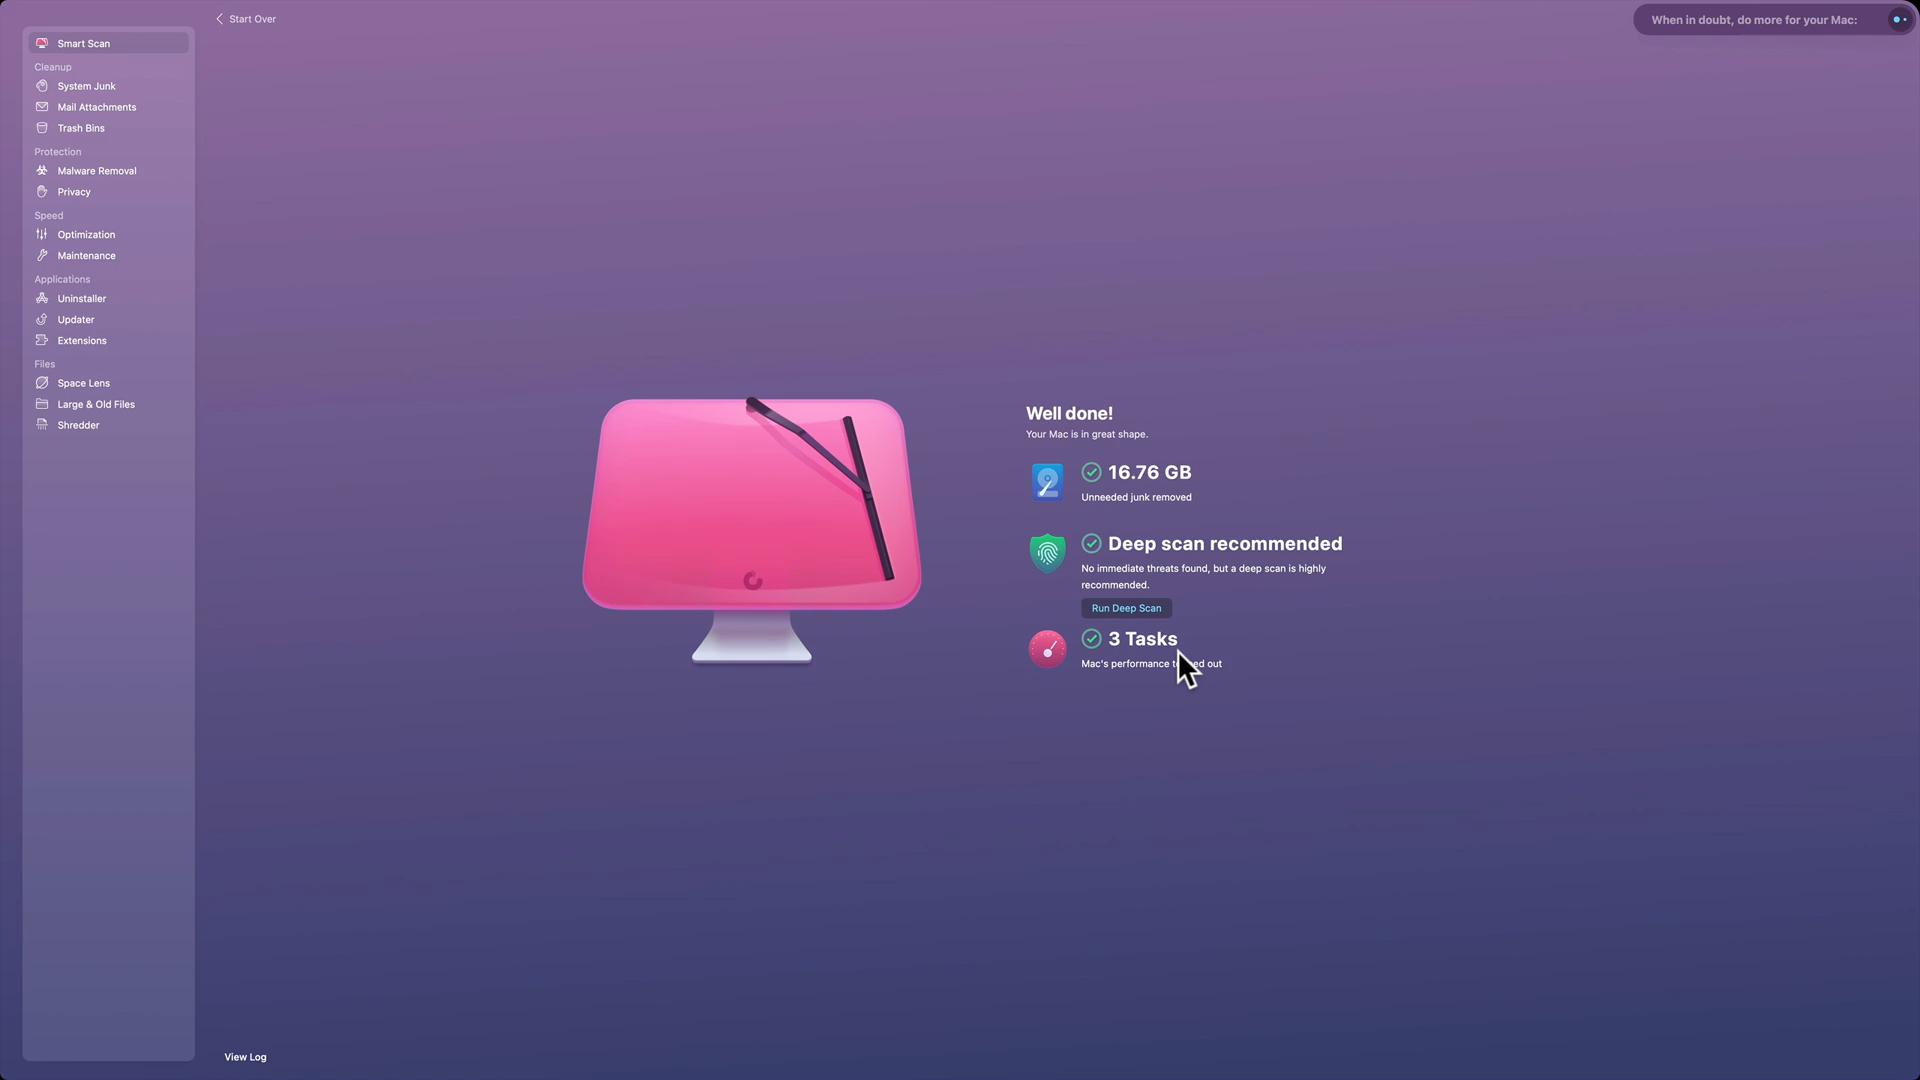 Start Over
When in doubt, do more for your Mac:
Smart Scan
Cleanup
System Junk
Mail Attachments
Trash Bins
Protection
Malware Removal
Privacy
Speed
Optimization
Maintenance
Applications
Uninstaller
Updater
Extensions
Files
Space Lens
Large & Old Files
Shredder
Well done!
Your Mac is in great shape.
16.76 GB
Unneeded junk removed
Deep scan recommended
No immediate threats found, but a deep scan is highly
recommended.
Run Deep Scan
3 Tasks
Mac's performance out
View Log